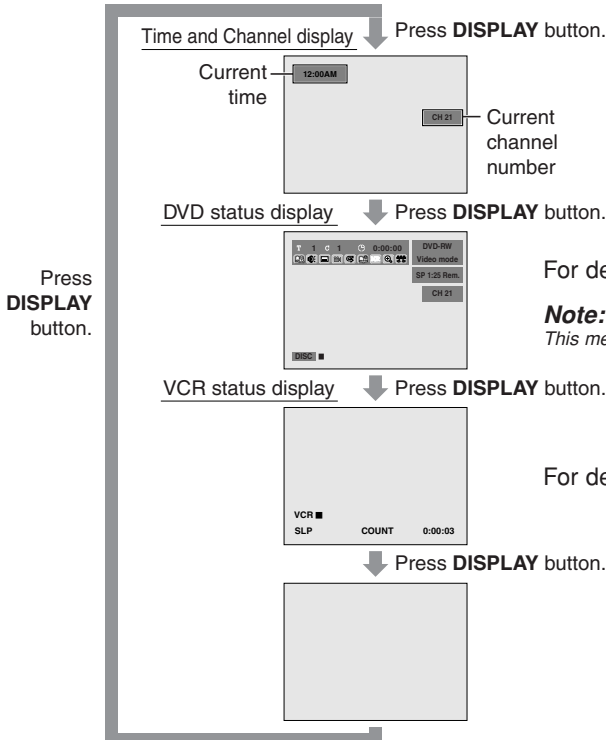 Press DISPLAY button.
Time and Channel display
Current
time
12:00AM
CH 21
Current
channel
number
DVD status display
Press DISPLAY button.
T 1 C 1 0:00:00
DVD-RW
Video mode
SP 1:25 Rem.
CH 21
DISC
For de
Note:
This me
Press
DISPLAY
button.
VCR status display
Press DISPLAY button.
VCR
SLP COUNT 0:00:03
For de
Press DISPLAY button.